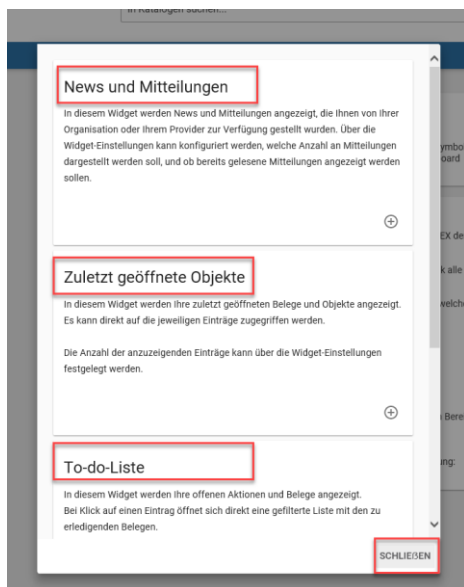 In Katalogen suchen...
News und Mitteilungen
In diesem Widget werden News und Mitteilungen angezeigt, die Ihnen von Ihrer
Organisation oder Ihrem Provider zur Verfügung gestellt wurden. Über die
Widget-Einstellungen kann konfiguriert werden, welche Anzahl an Mitteilungen
dargestellt werden soll, und ob bereits gelesene Mitteilungen angezeigt werden
sollen.
Zuletzt geöffnete Objekte
In diesem Widget werden Ihre zuletzt geöffneten Belege und Objekte angezeigt.
Es kann direkt auf die jeweiligen Einträge zugegriffen werden.
Die Anzahl der anzuzeigenden Einträge kann über die Widget-Einstellungen
festgelegt werden.
To-do-Liste
In diesem Widget werden Ihre offenen Aktionen und Belege angezeigt.
Bei Klick auf einen Eintrag öffnet sich direkt eine gefilterte Liste mit den zu
erledigenden Belegen.
SCHLIEẞEN